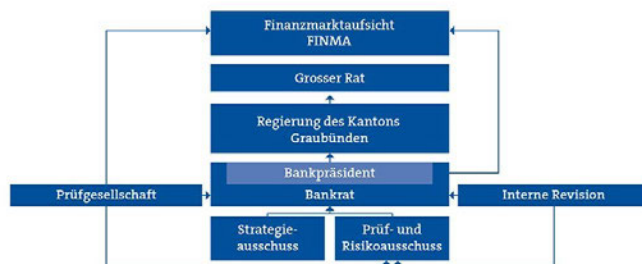 Finanzmarktaufsicht
FINMA
Grosser Rat
Regierung des Kantons
Graubünden
Bankpräsident
Prüfgesellschaft
Bankrat
Interne Revision
Strategie-
ausschuss
Prüf- und
Risikoausschuss